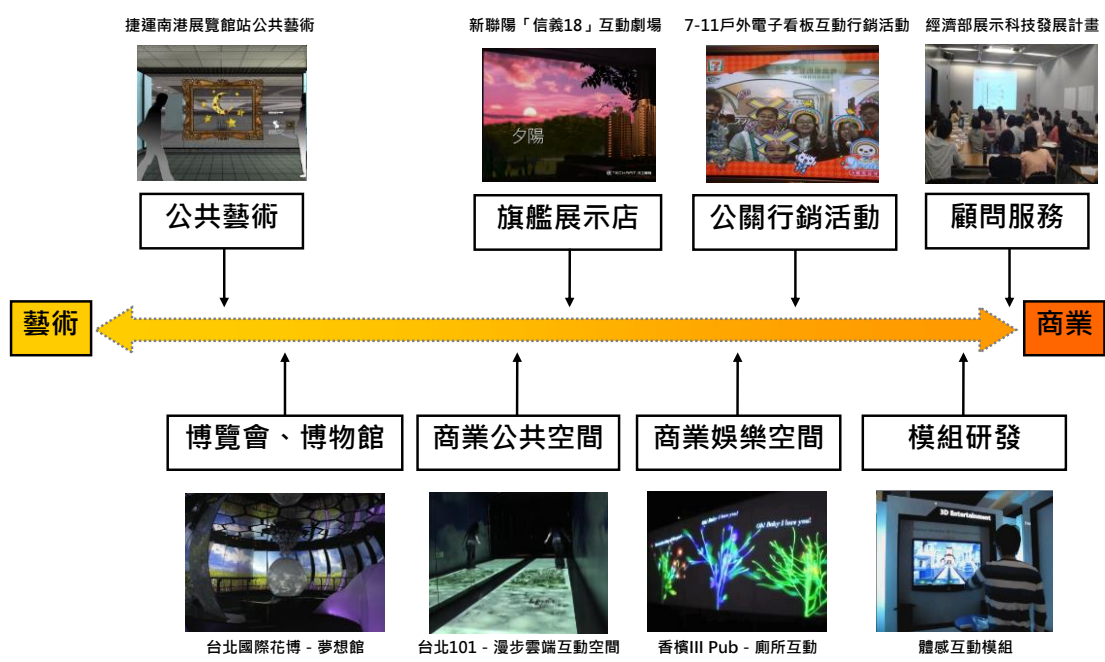 捷運南港展覽館站公共藝術
新聯陽「信義18」互動劇場
7-11戶外電子看板互動行銷活動
經濟部展示科技發展計畫
夕陽
公共藝術
旗艦展示店
公關行銷活動
顧問服務
藝術
商業
博覽會、博物館
商業公共空間
商業娛樂空間
模組研發
Oh! Baby i love you!
3D Entertainment
台北國際花博 - 夢想館
台北101 - 漫步雲端互動空間
香檳III Pub - 廁所互動
體感互動模組